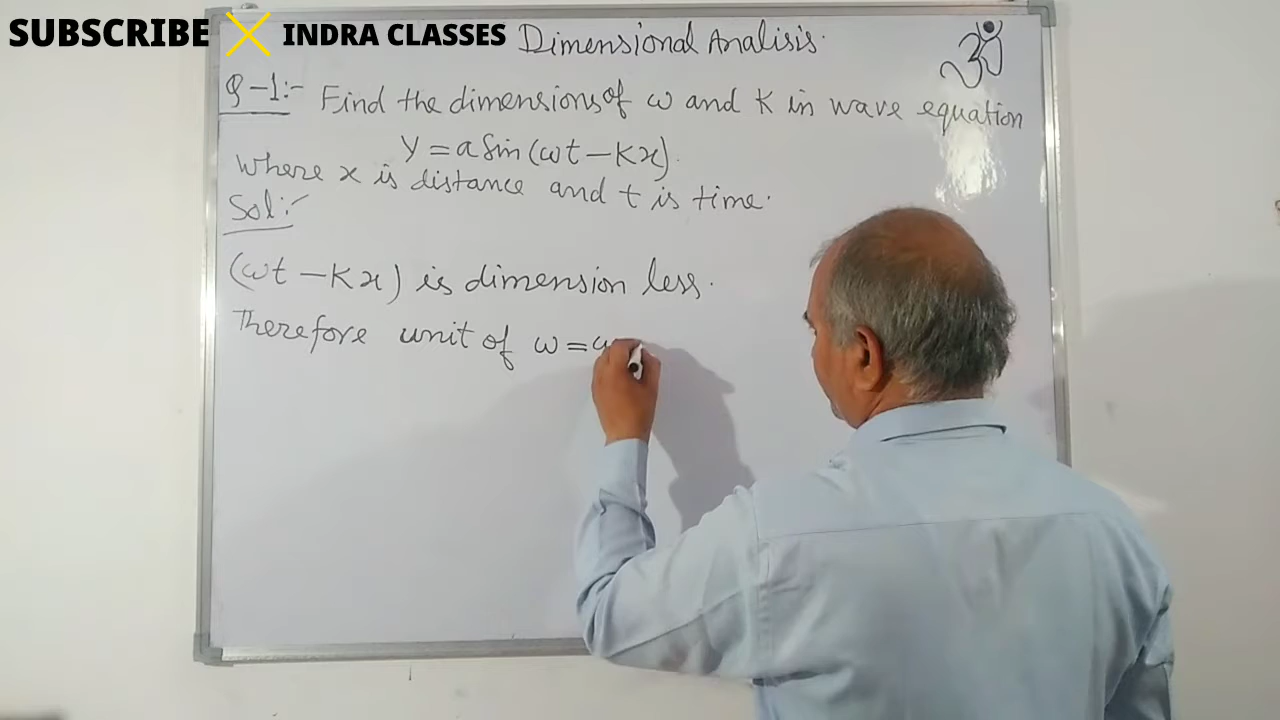 SUBSCRIBE INDRA CLASSES Dimensional Analisis.
ॐ
Q-1:- Find the dimensions of ω and K in wave equation
Y = a Sin (ωt - Kx).
where x is distance and t is time.
Sol:-
(ωt - Kx) is dimension less.
Therefore unit of ω =